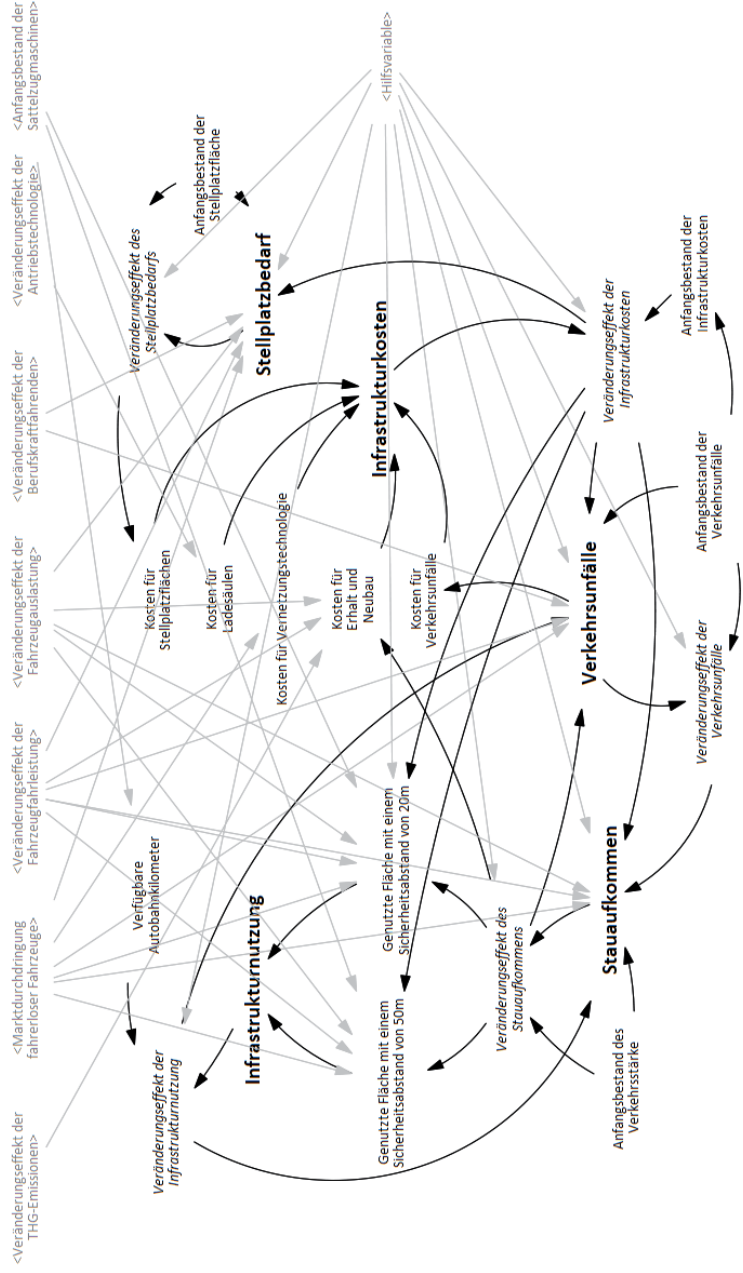 <Veränderungseffekt der
THG-Emissionen>
<Marktdurchdringung
fahrerloser Fahrzeuge>
<Veränderungseffekt der
Fahrzeugfahrleistung>
<Veränderungseffekt der
Fahrzeugauslastung>
<Veränderungseffekt der
Berufskraftfahrenden>
<Veränderungseffekt der
Antriebstechnologie>
<Anfangsbestand der
Sattelzugmaschinen>
Verfügbare
Autobahnkilometer
Veränderungseffekt des
Stellplatzbedarfs
Anfangsbestand der
Stellplatzfläche
Veränderungseffekt der
Infrastrukturnutzung
Kosten für
Stellplatzflächen
Kosten für
Ladesäulen
Stellplatzbedarf
Infrastrukturnutzung
Kosten für Vernetzungstechnologie
Kosten für
Erhalt und
Neubau
Infrastrukturkosten
<Hilfsvariable>
Genutzte Fläche mit einem
Sicherheitsabstand von 50m
Genutzte Fläche mit einem
Sicherheitsabstand von 20m
Kosten für
Verkehrsunfälle
Veränderungseffekt des
Stauaufkommens
Verkehrsunfälle
Veränderungseffekt der
Infrastrukturkosten
Stauaufkommen
Anfangsbestand des
Verkehrsstärke
Veränderungseffekt der
Verkehrsunfälle
Anfangsbestand der
Verkehrsunfälle
Anfangsbestand der
Infrastrukturkosten